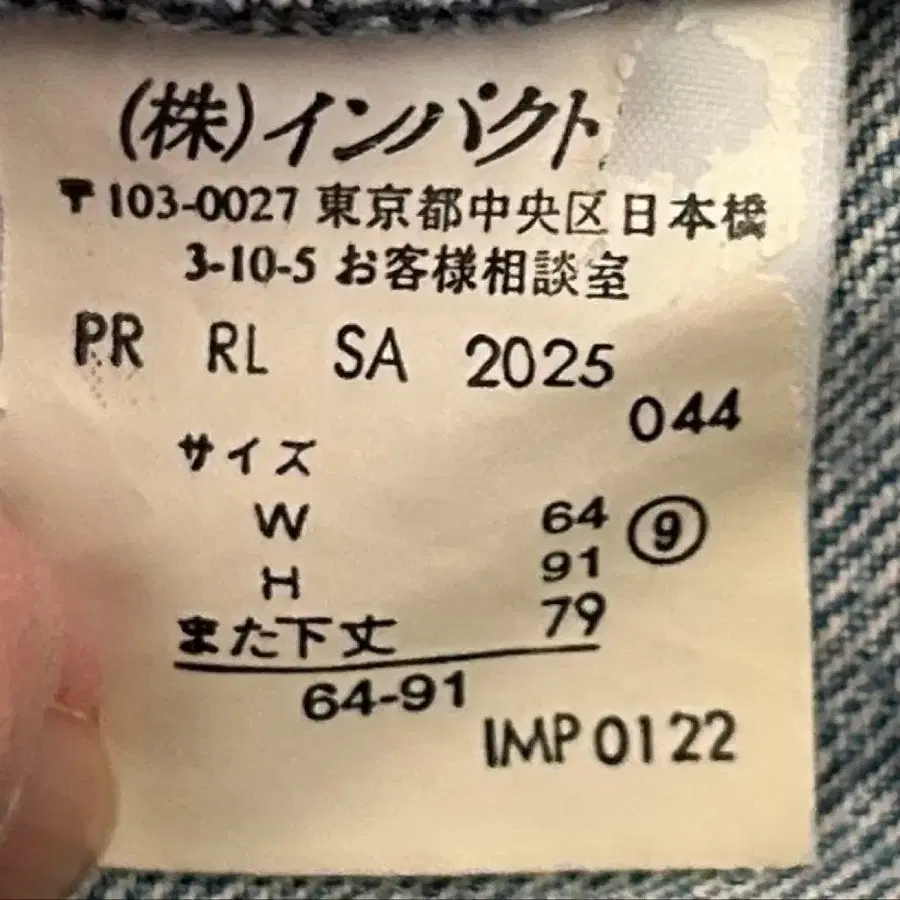 (株)インパクト
〒103-0027 東京都中央区日本橋
3-10-5 お客様相談室
PR RL SA 2025
044
サイズ
W 64 ⑨
H 91
また下丈 79
64-91
IMP0122